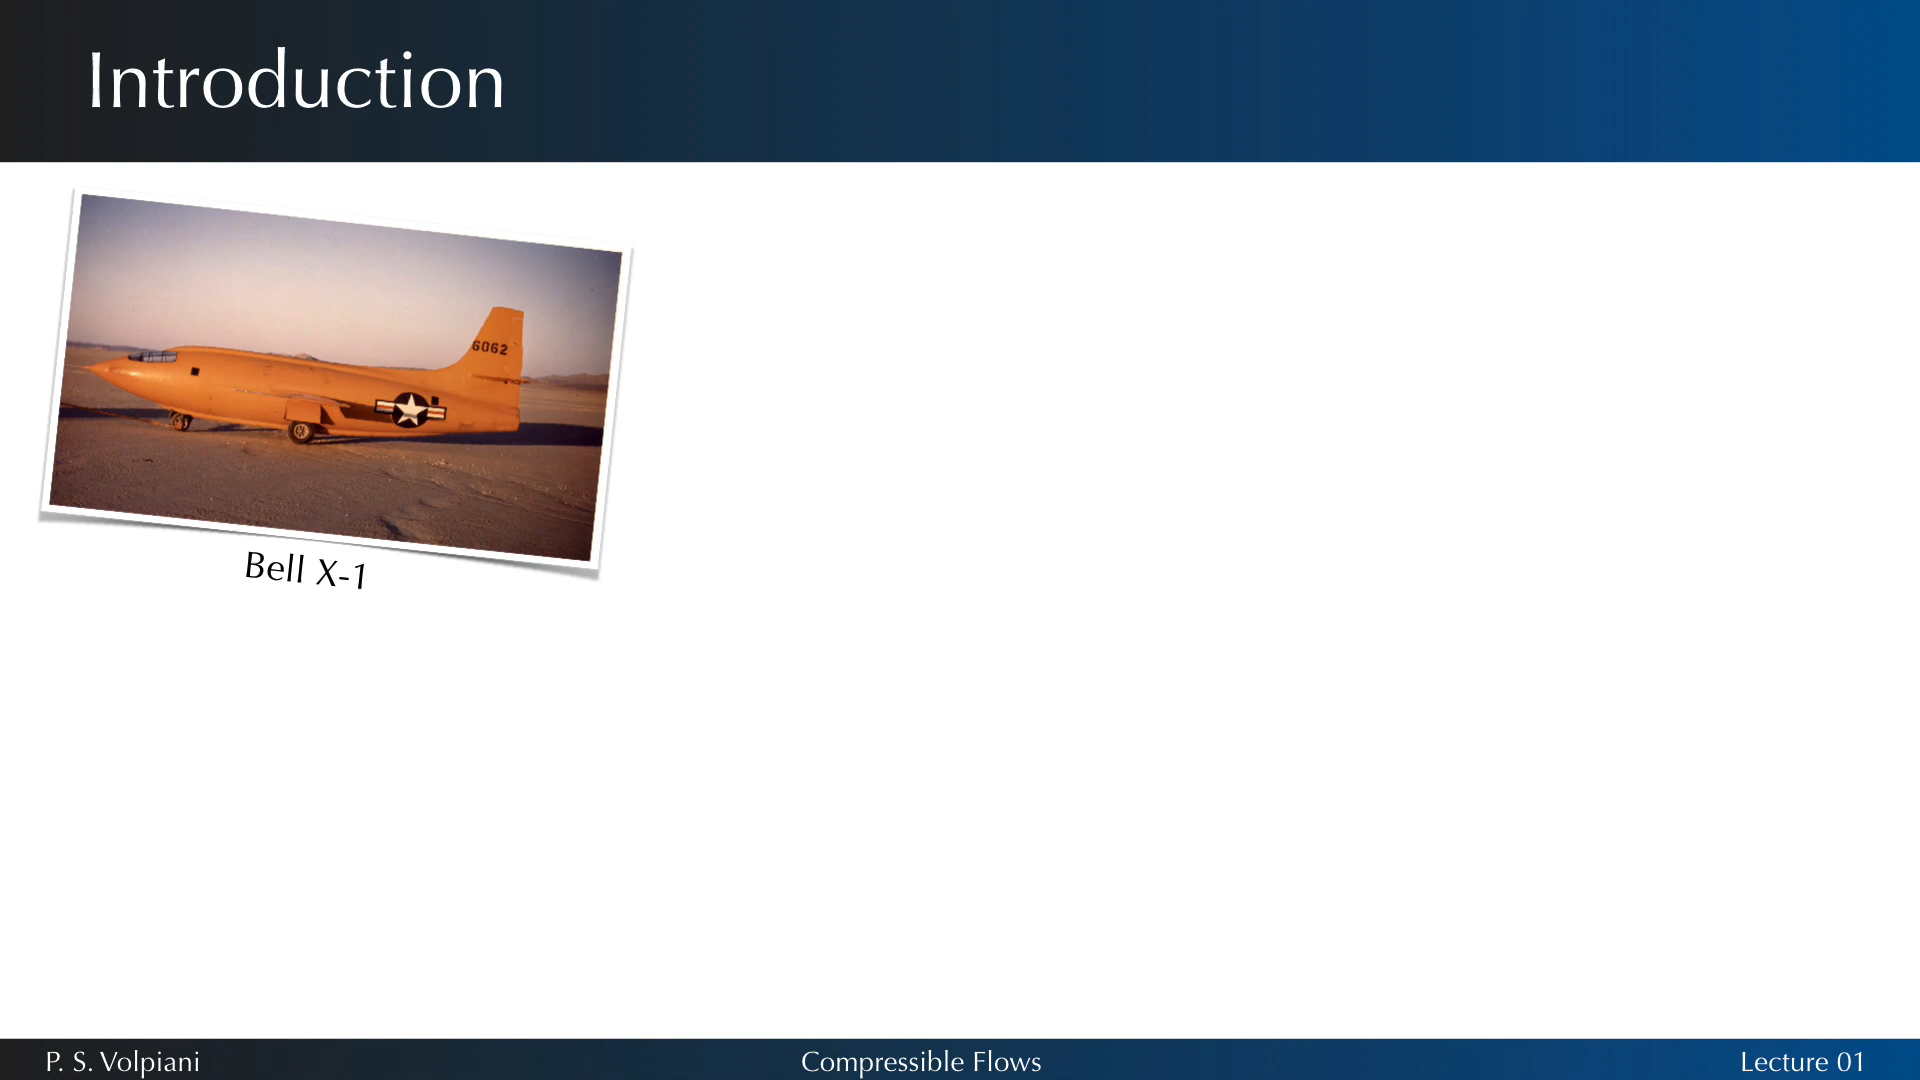 Introduction
6062
Bell X-1
P. S. Volpiani
Compressible Flows
Lecture 01